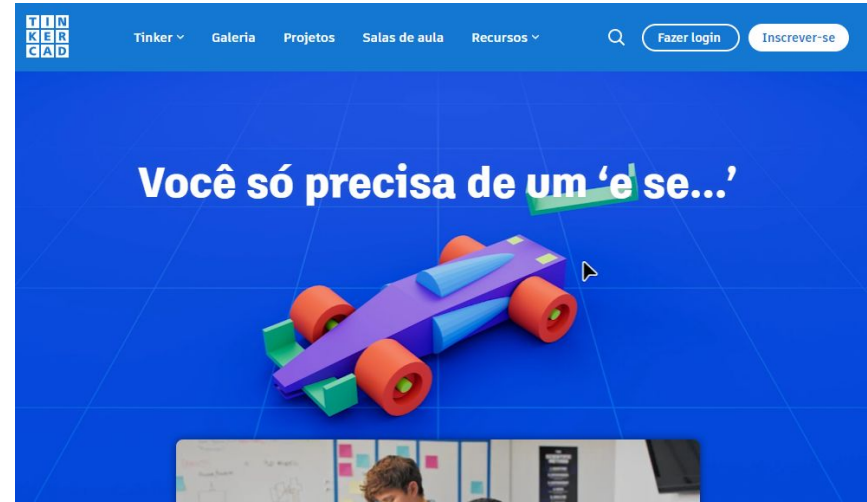 TIN
KER
CAD
Tinker
Galeria
Projetos
Salas de aula
Recursos
Fazer login
Inscrever-se
Você só precisa de um ‘e se...’